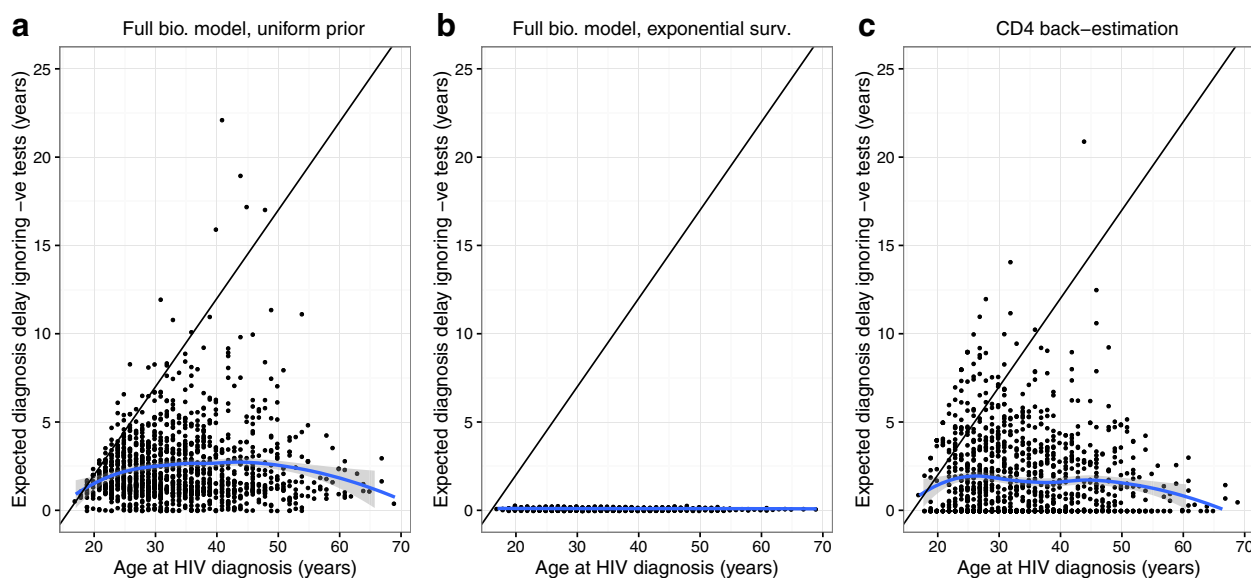 a Full bio. model, uniform prior
Expected diagnosis delay ignoring −ve tests (years)
25
20
15
10
5
0
20 30 40 50 60 70
Age at HIV diagnosis (years)
b Full bio. model, exponential surv.
Expected diagnosis delay ignoring −ve tests (years)
25
20
15
10
5
0
20 30 40 50 60 70
Age at HIV diagnosis (years)
c CD4 back−estimation
Expected diagnosis delay ignoring −ve tests (years)
25
20
15
10
5
0
20 30 40 50 60 70
Age at HIV diagnosis (years)